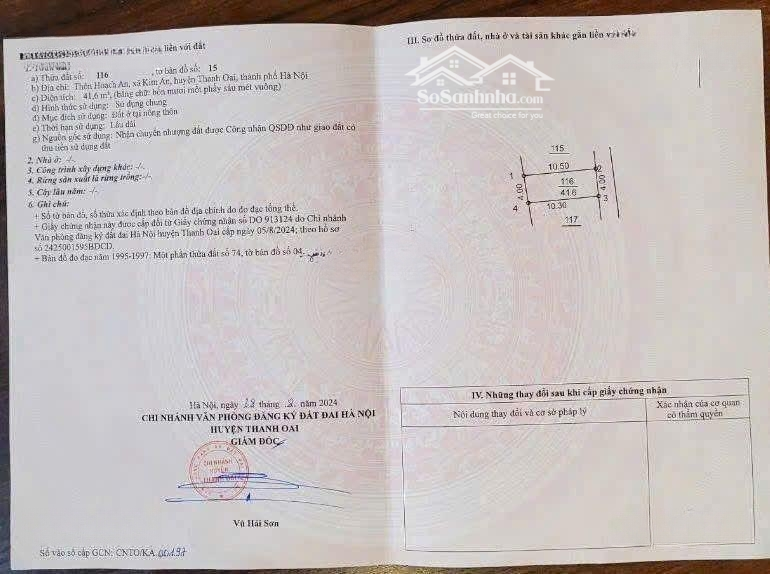 liền với đất
a) Thửa đất số: 116 , tờ bản đồ số: 15
b) Địa chỉ: Thôn Hoạch An, xã Kim An, huyện Thanh Oai, thành phố Hà Nội
c) Diện tích: 41,6 m², (bằng chữ: bốn mươi mốt phẩy sáu mét vuông)
d) Hình thức sử dụng: Sử dụng chung
đ) Mục đích sử dụng: Đất ở tại nông thôn
e) Thời hạn sử dụng: Lâu dài
g) Nguồn gốc sử dụng: Nhận chuyển nhượng đất được Công nhận QSDĐ như giao đất có
thu tiền sử dụng đất
2. Nhà ở: -/-.
3. Công trình xây dựng khác: -/-.
4. Rừng sản xuất là rừng trồng:-/-.
5. Cây lâu năm: -/-.
6. Ghi chú:
+ Số tờ bản đồ, số thửa xác định theo bản đồ địa chính đo đạc tổng thể.
+ Giấy chứng nhận này được cấp đổi từ Giấy chứng nhận số DO 913124 do Chi nhánh
Văn phòng đăng ký đất đai Hà Nội huyện Thanh Oai cấp ngày 05/8/2024; theo hồ sơ
số 2425001595BDCD.
+ Bản đồ đo đạc năm 1995-1997: Một phần thửa đất số 74, tờ bản đồ số 04
Hà Nội, ngày tháng năm 2024
CHI NHÁNH VĂN PHÒNG ĐĂNG KÝ ĐẤT ĐAI HÀ NỘI
HUYỆN THANH OAI
GIÁM ĐỐC
CHI NHÁNH
HUYỆN
THANH OAI
Vũ Hải Sơn
Số vào sổ cấp GCN: CNTO/KA.00197
III. Sơ đồ thửa đất, nhà ở và tài sản khác gắn liền với đất
SoSanhnha.com
Great choice for you
115
1
10.50
2
4.00
116
41.6
4.00
4
10.30
3
117
IV. Những thay đổi sau khi cấp giấy chứng nhận
Nội dung thay đổi và cơ sở pháp lý
Xác nhận của cơ quan
có thẩm quyền